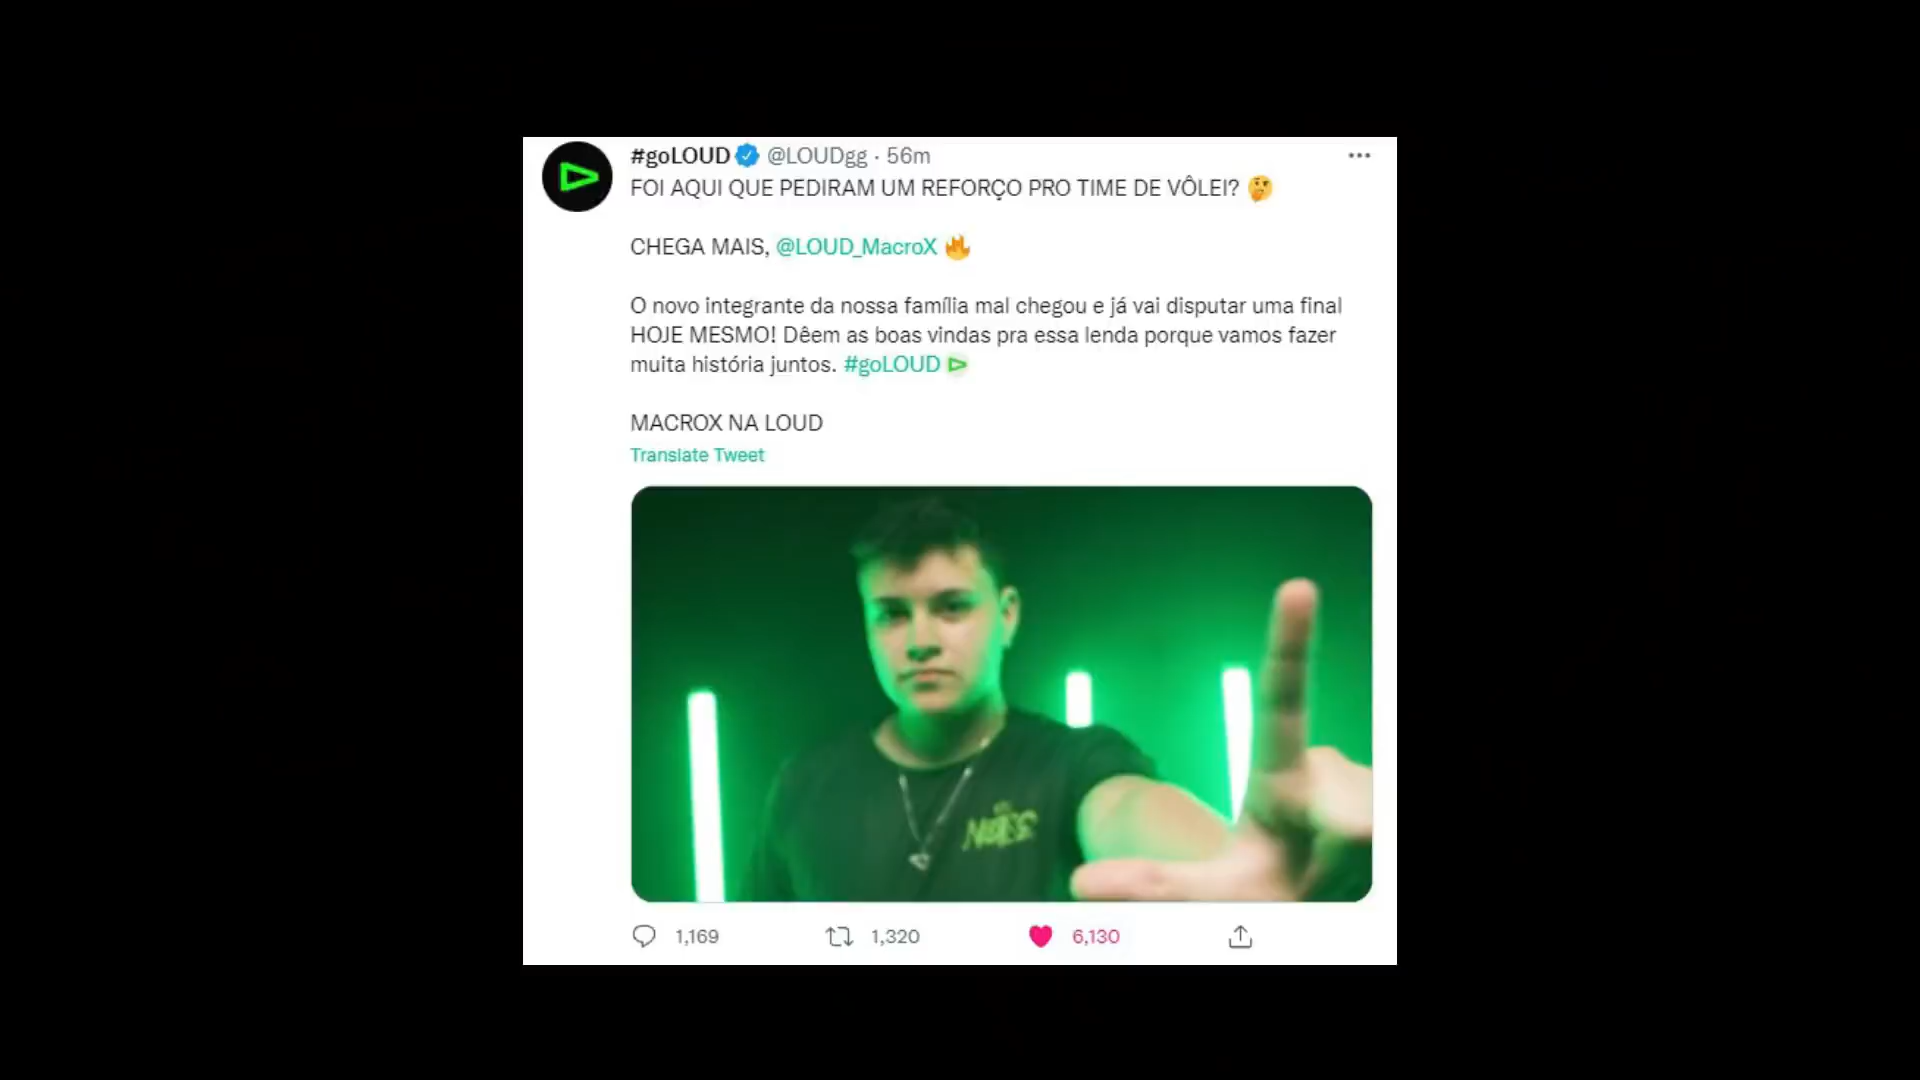 #goLOUD @LOUDgg · 56m
FOI AQUI QUE PEDIRAM UM REFORÇO PRO TIME DE VÔLEI? 🤔
CHEGA MAIS, @LOUD_MacroX 🔥
O novo integrante da nossa família mal chegou e já vai disputar uma final
HOJE MESMO! Dêem as boas vindas pra essa lenda porque vamos fazer
muita história juntos. #goLOUD
MACROX NA LOUD
Translate Tweet
1,169 1,320 6,130